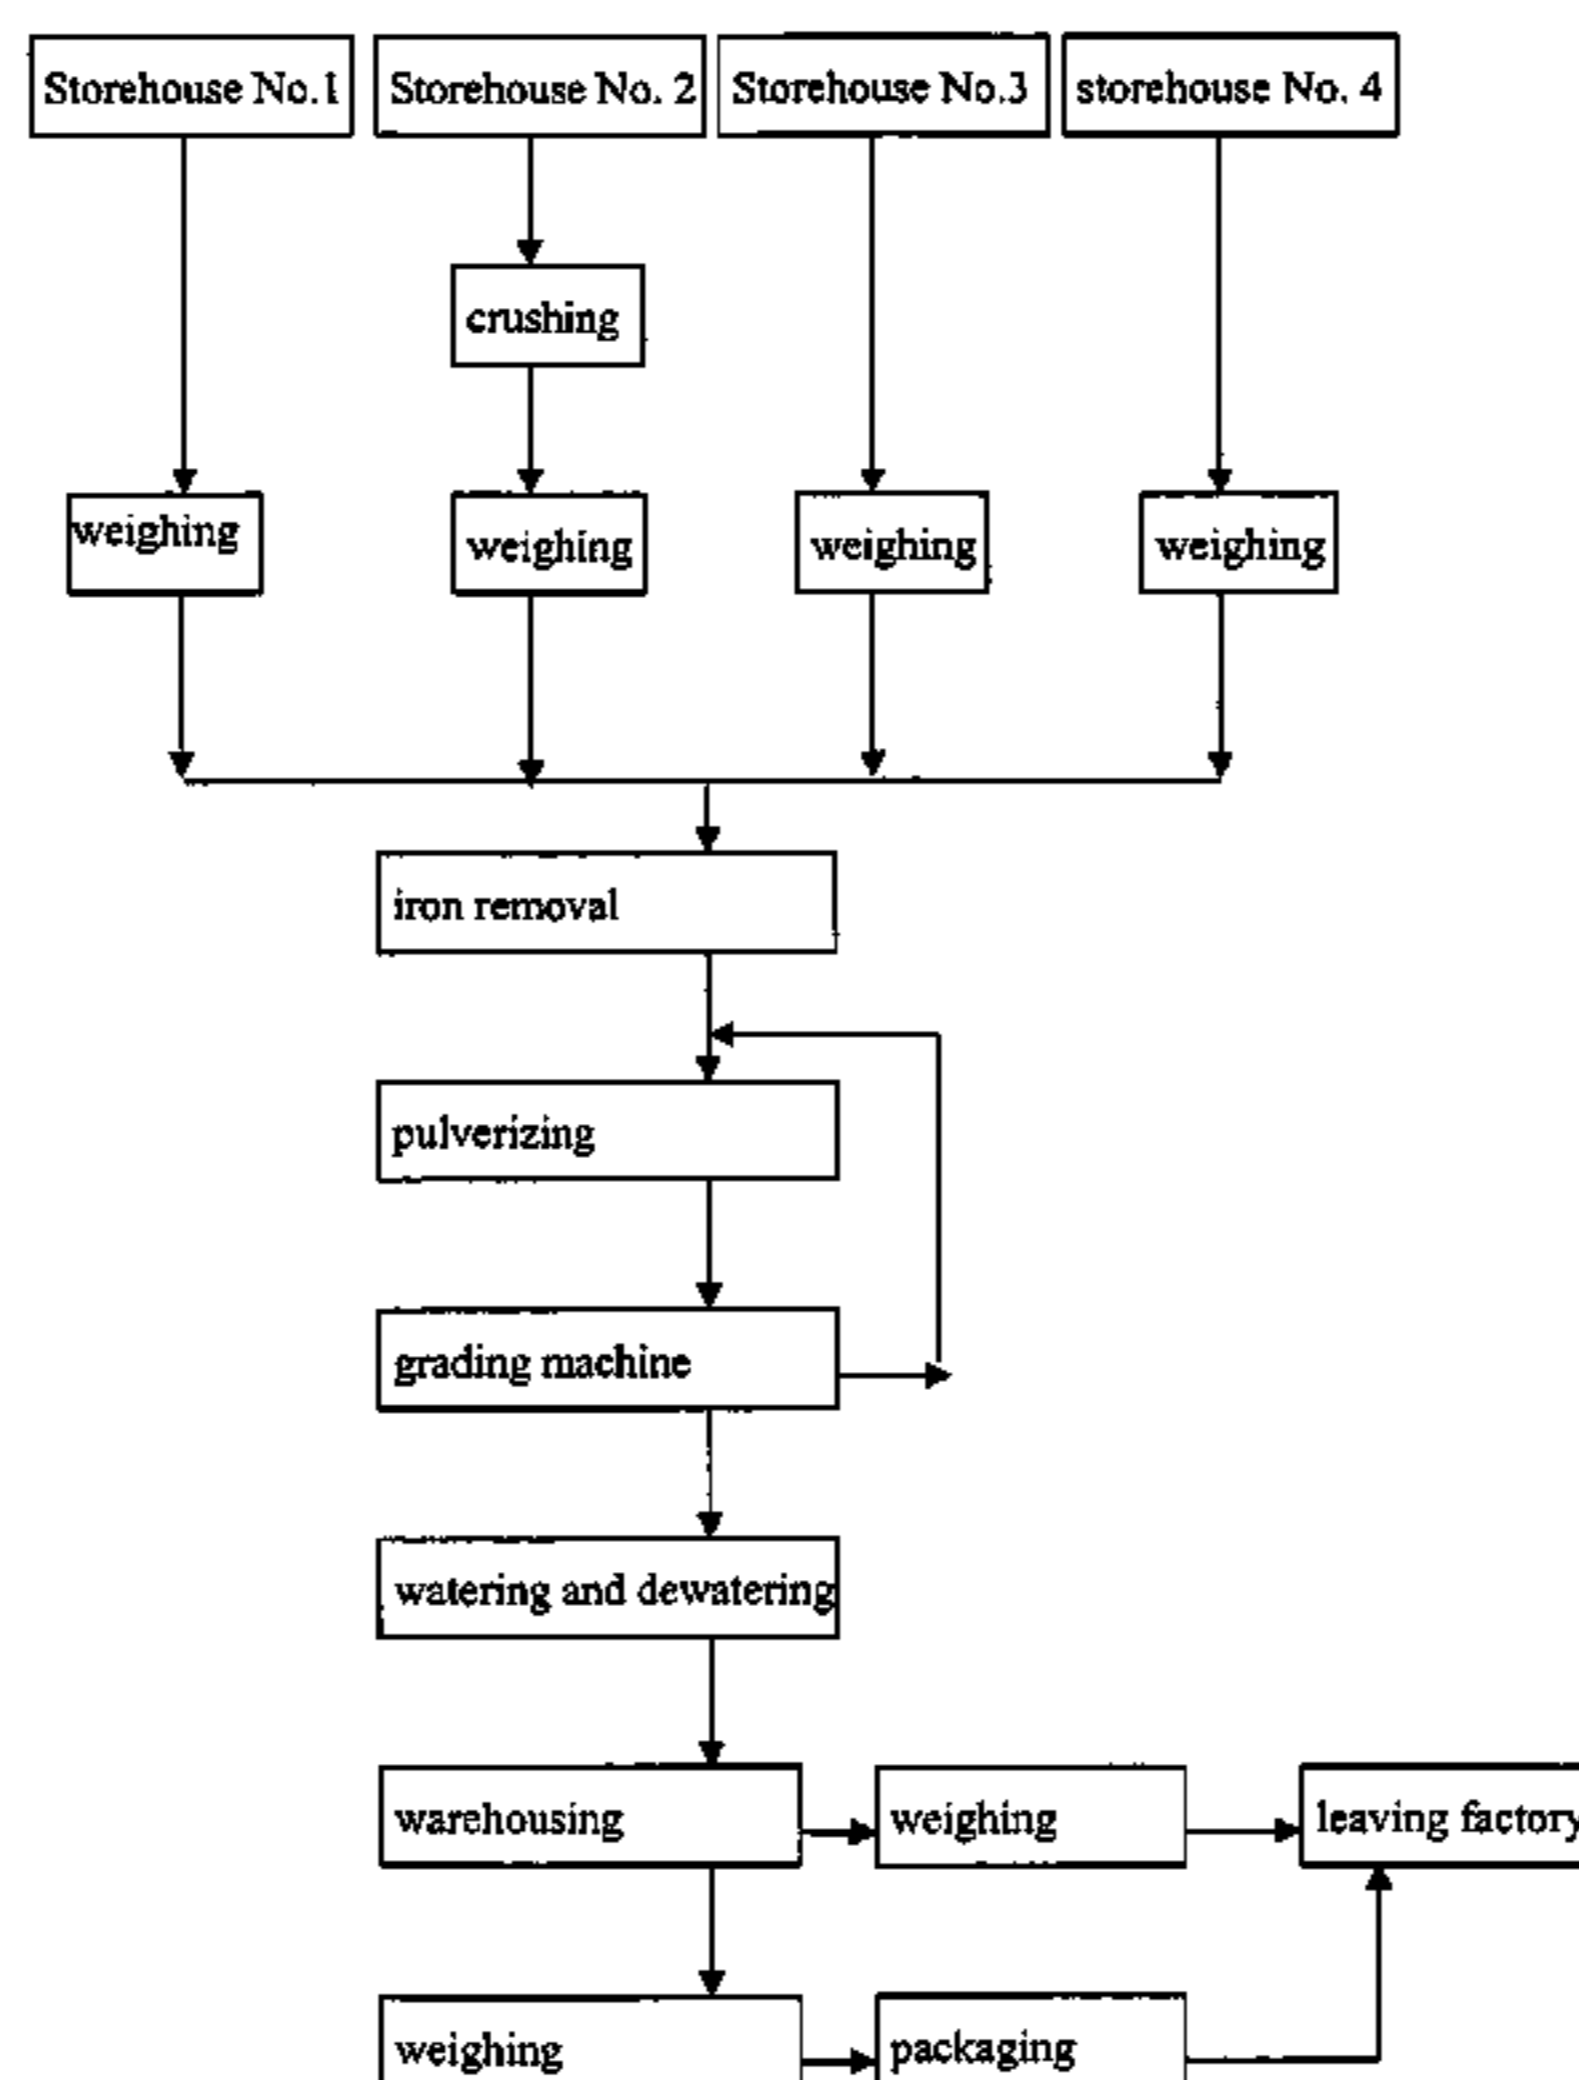 Storehouse No.1
Storehouse No. 2
Storehouse No.3
storehouse No. 4
crushing
weighing
weighing
weighing
weighing
iron removal
pulverizing
grading machine
watering and dewatering
warehousing
weighing
leaving factory
weighing
packaging